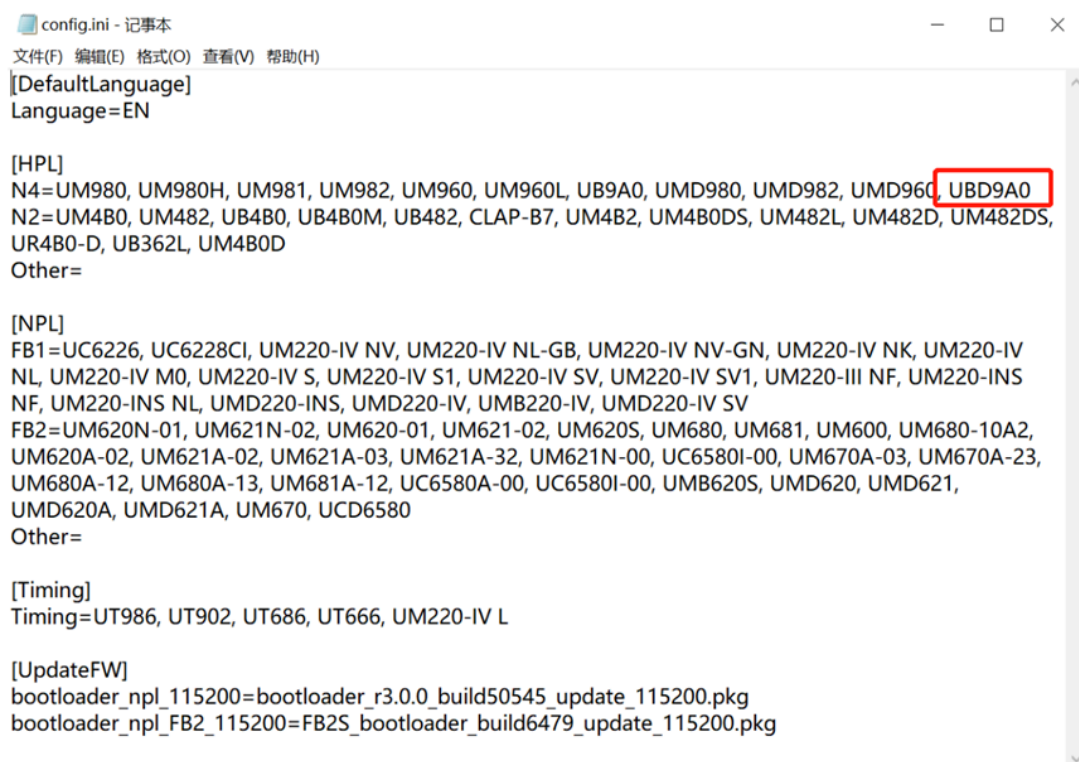 config.ini - 记事本
文件(F) 编辑(E) 格式(O) 查看(V) 帮助(H)
[DefaultLanguage]
Language=EN
[HPL]
N4=UM980, UM980H, UM981, UM982, UM960, UM960L, UB9A0, UMD980, UMD982, UMD960, UBD9A0
N2=UM4B0, UM482, UB4B0, UB4B0M, UB482, CLAP-B7, UM4B2, UM4B0DS, UM482L, UM482D, UM482DS,
UR4B0-D, UB362L, UM4B0D
Other=
[NPL]
FB1=UC6226, UC6228CI, UM220-IV NV, UM220-IV NL-GB, UM220-IV NV-GN, UM220-IV NK, UM220-IV
NL, UM220-IV M0, UM220-IV S, UM220-IV S1, UM220-IV SV, UM220-IV SV1, UM220-III NF, UM220-INS
NF, UM220-INS NL, UMD220-INS, UMD220-IV, UMB220-IV, UMD220-IV SV
FB2=UM620N-01, UM621N-02, UM620-01, UM621-02, UM620S, UM680, UM681, UM600, UM680-10A2,
UM620A-02, UM621A-02, UM621A-03, UM621A-32, UM621N-00, UC6580I-00, UM670A-03, UM670A-23,
UM680A-12, UM680A-13, UM681A-12, UC6580A-00, UC6580I-00, UMB620S, UMD620, UMD621,
UMD620A, UMD621A, UM670, UCD6580
Other=
[Timing]
Timing=UT986, UT902, UT686, UT666, UM220-IV L
[UpdateFW]
bootloader_npl_115200=bootloader_r3.0.0_build50545_update_115200.pkg
bootloader_npl_FB2_115200=FB2S_bootloader_build6479_update_115200.pkg